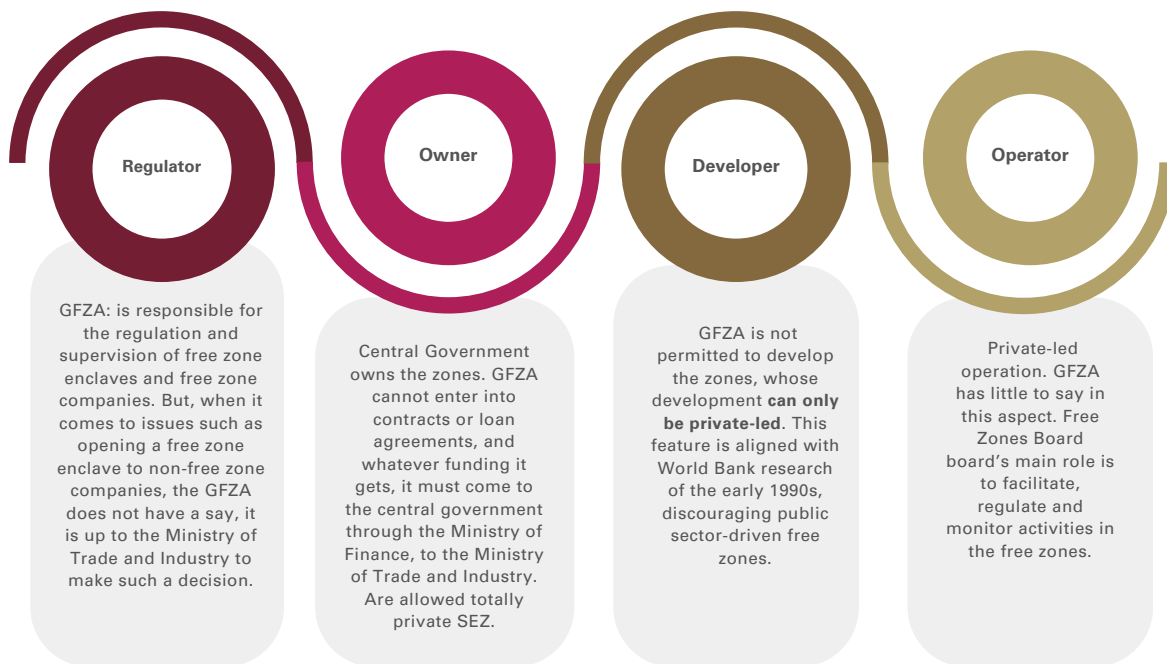 Regulator
GFZA: is responsible for
the regulation and
supervision of free zone
enclaves and free zone
companies. But, when it
comes to issues such as
opening a free zone
enclave to non-free zone
companies, the GFZA
does not have a say, it
is up to the Ministry of
Trade and Industry to
make such a decision.
Owner
Central Government
owns the zones. GFZA
cannot enter into
contracts or loan
agreements, and
whatever funding it
gets, it must come to
the central government
through the Ministry of
Finance, to the Ministry
of Trade and Industry.
Are allowed totally
private SEZ.
Developer
GFZA is not
permitted to develop
the zones, whose
development can only
be private-led. This
feature is aligned with
World Bank research
of the early 1990s,
discouraging public
sector-driven free
zones.
Operator
Private-led
operation. GFZA
has little to say in
this aspect. Free
Zones Board
board's main role is
to facilitate,
regulate and
monitor activities in
the free zones.